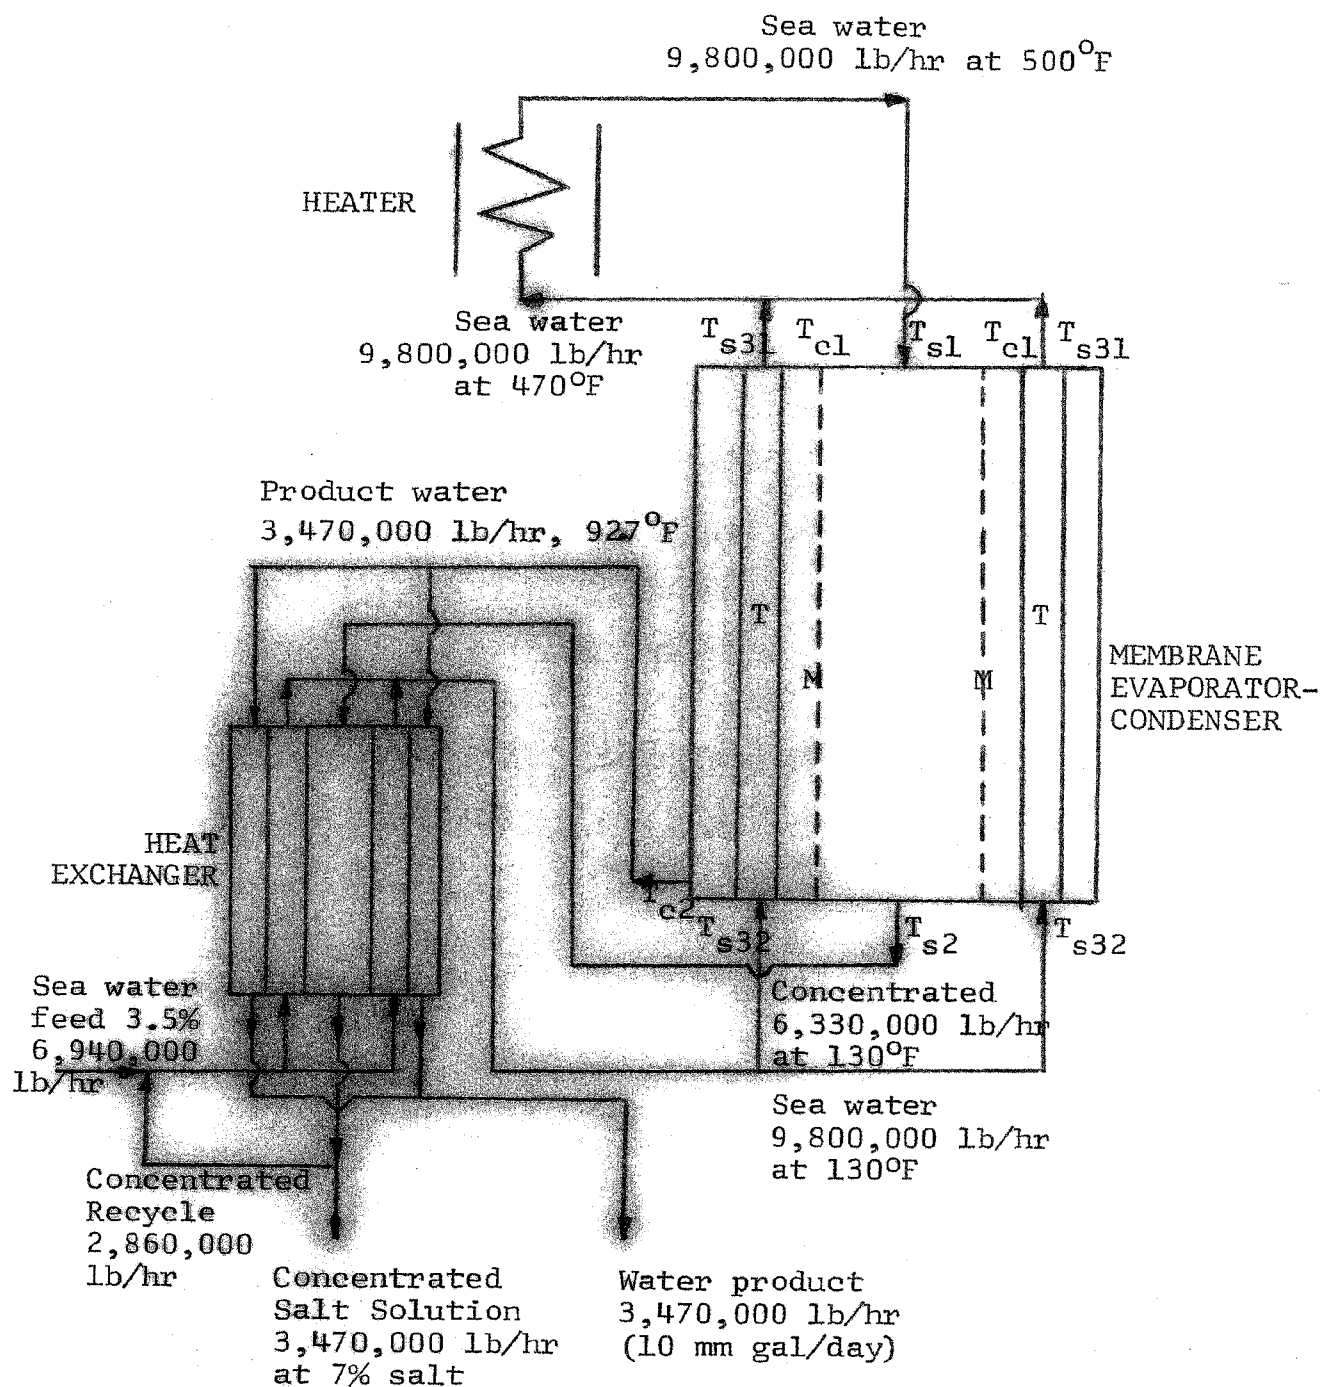 Sea water
9,800,000 lb/hr at 500°F
HEATER
Sea water
9,800,000 lb/hr
at 470°F
Ts31
Tcl
Tsl
Tcl
Ts31
Product water
3,470,000 lb/hr, 927°F
T
T
M
M
MEMBRANE
EVAPORATOR-
CONDENSER
HEAT
EXCHANGER
Tc2
Ts32
Ts2
Ts32
Concentrated
6,330,000 lb/hr
at 130°F
Sea water
feed 3.5%
6,940,000
lb/hr
Sea water
9,800,000 lb/hr
at 130°F
Concentrated
Recycle
2,860,000
lb/hr
Concentrated
Salt Solution
3,470,000 lb/hr
at 7% salt
Water product
3,470,000 lb/hr
(10 mm gal/day)